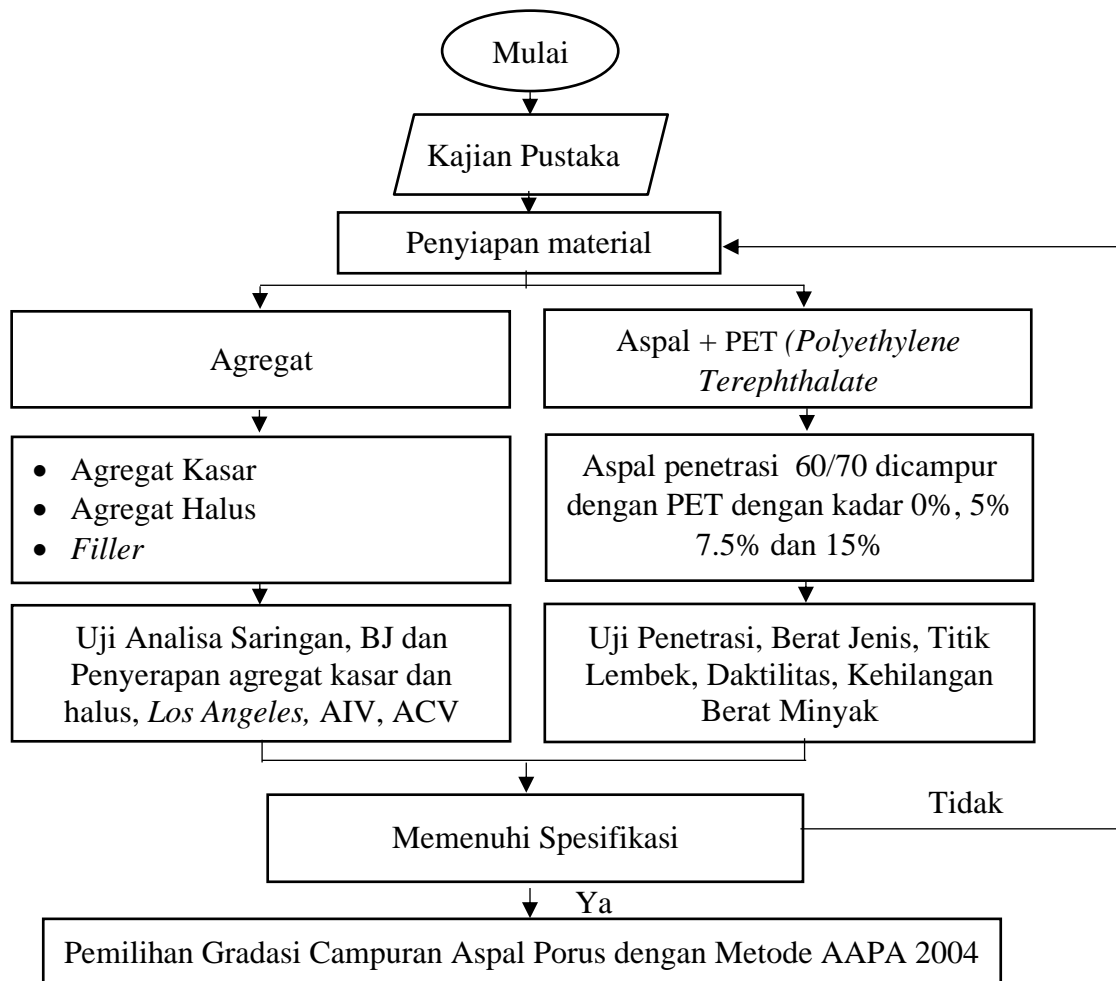 Mulai
Kajian Pustaka
Penyiapan material
Agregat
Aspal + PET (Polyethylene
Terephthalate
• Agregat Kasar
• Agregat Halus
• Filler
Aspal penetrasi 60/70 dicampur
dengan PET dengan kadar 0%, 5%
7.5% dan 15%
Uji Analisa Saringan, BJ dan
Penyerapan agregat kasar dan
halus, Los Angeles, AIV, ACV
Uji Penetrasi, Berat Jenis, Titik
Lembek, Daktilitas, Kehilangan
Berat Minyak
Memenuhi Spesifikasi
Tidak
Ya
Pemilihan Gradasi Campuran Aspal Porus dengan Metode AAPA 2004